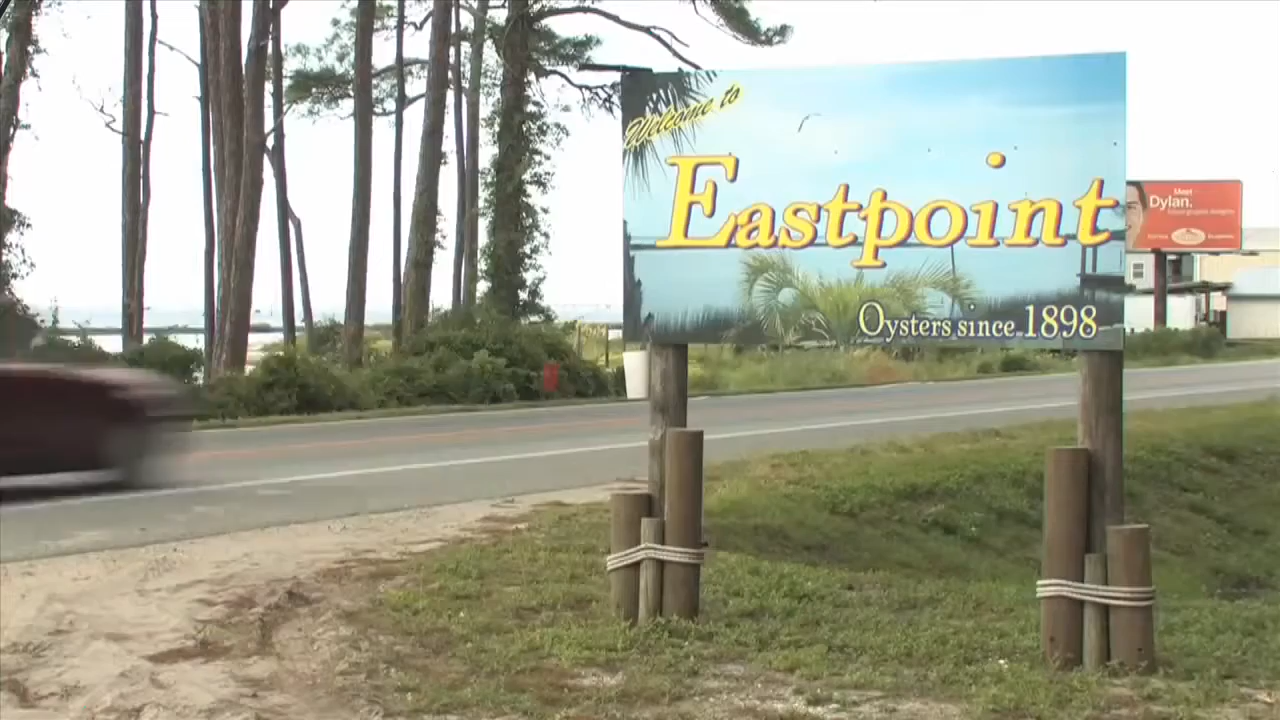 Welcome to
Eastpoint
Oysters since 1898
Meet
Dylan.